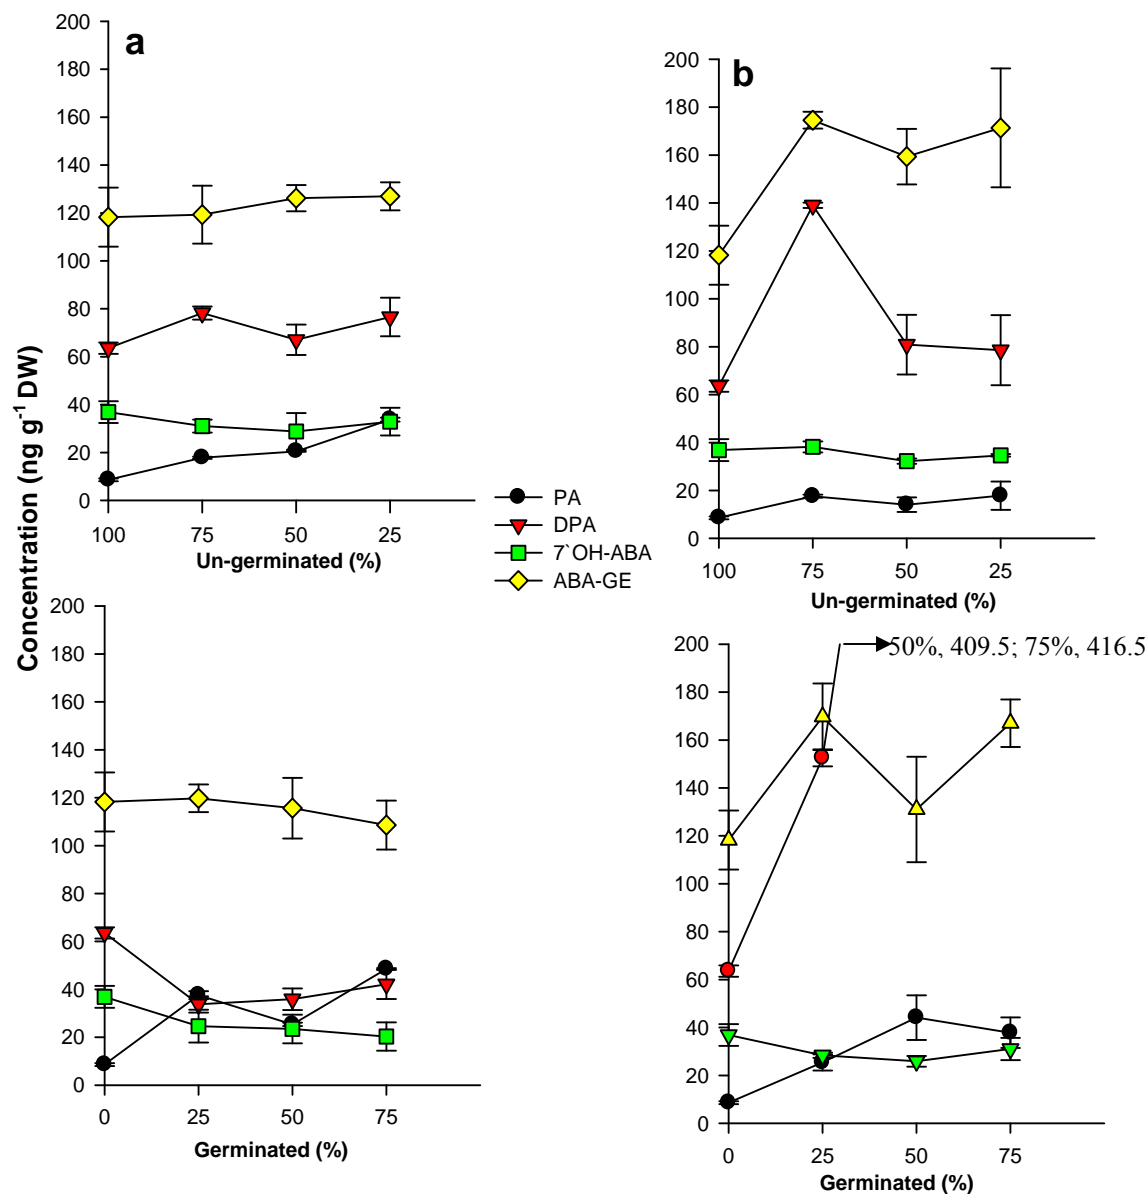 a
200
180
160
140
120
100
80
60
40
20
0
100 75 50 25
Un-germinated (%)
b
200
180
160
140
120
100
80
60
40
20
0
100 75 50 25
Un-germinated (%)
Concentration (ng g-1 DW)
PA
DPA
7`OH-ABA
ABA-GE
200
180
160
140
120
100
80
60
40
20
0
0 25 50 75
Germinated (%)
50%, 409.5; 75%, 416.5
200
180
160
140
120
100
80
60
40
20
0
0 25 50 75
Germinated (%)